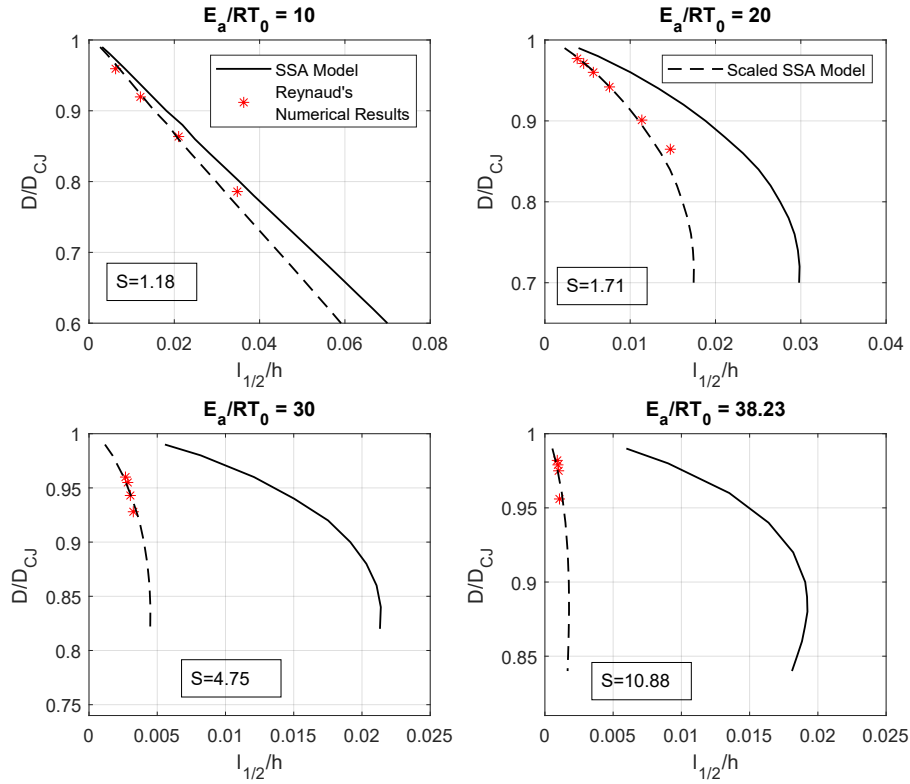 E_a/RT_0 = 10
1
0.9
0.8
0.7
0.6
D/D_CJ
0
0.02
0.04
0.06
0.08
l_1/2/h
SSA Model
Reynaud's
Numerical Results
S=1.18
E_a/RT_0 = 20
1
0.9
0.8
0.7
D/D_CJ
0
0.01
0.02
0.03
0.04
l_1/2/h
Scaled SSA Model
S=1.71
E_a/RT_0 = 30
1
0.95
0.9
0.85
0.8
0.75
D/D_CJ
0
0.005
0.01
0.015
0.02
0.025
l_1/2/h
S=4.75
E_a/RT_0 = 38.23
1
0.95
0.9
0.85
D/D_CJ
0
0.005
0.01
0.015
0.02
0.025
l_1/2/h
S=10.88